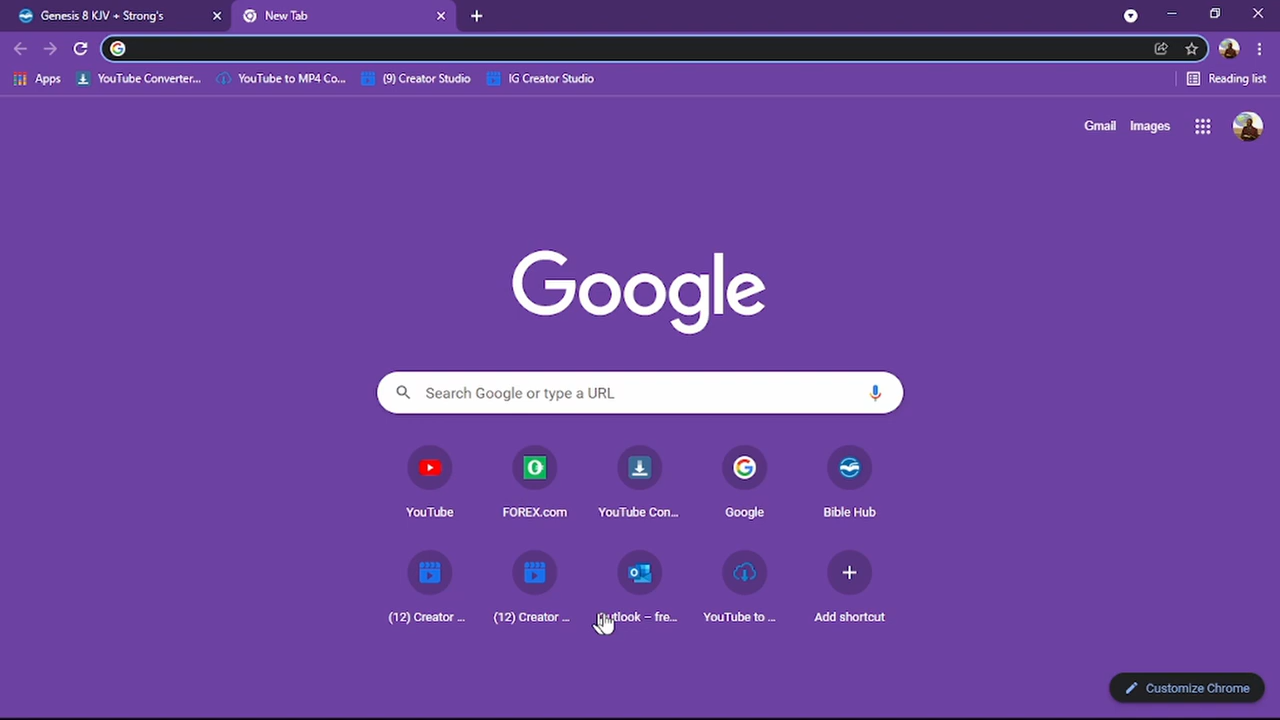 Genesis 8 KJV + Strong's
New Tab
Apps
YouTube Converter...
YouTube to MP4 Co...
(9) Creator Studio
IG Creator Studio
Reading list
Gmail Images
Google
Search Google or type a URL
YouTube
FOREX.com
YouTube Con...
Google
Bible Hub
(12) Creator ...
(12) Creator ...
– fre...
YouTube to ...
Add shortcut
Customize Chrome